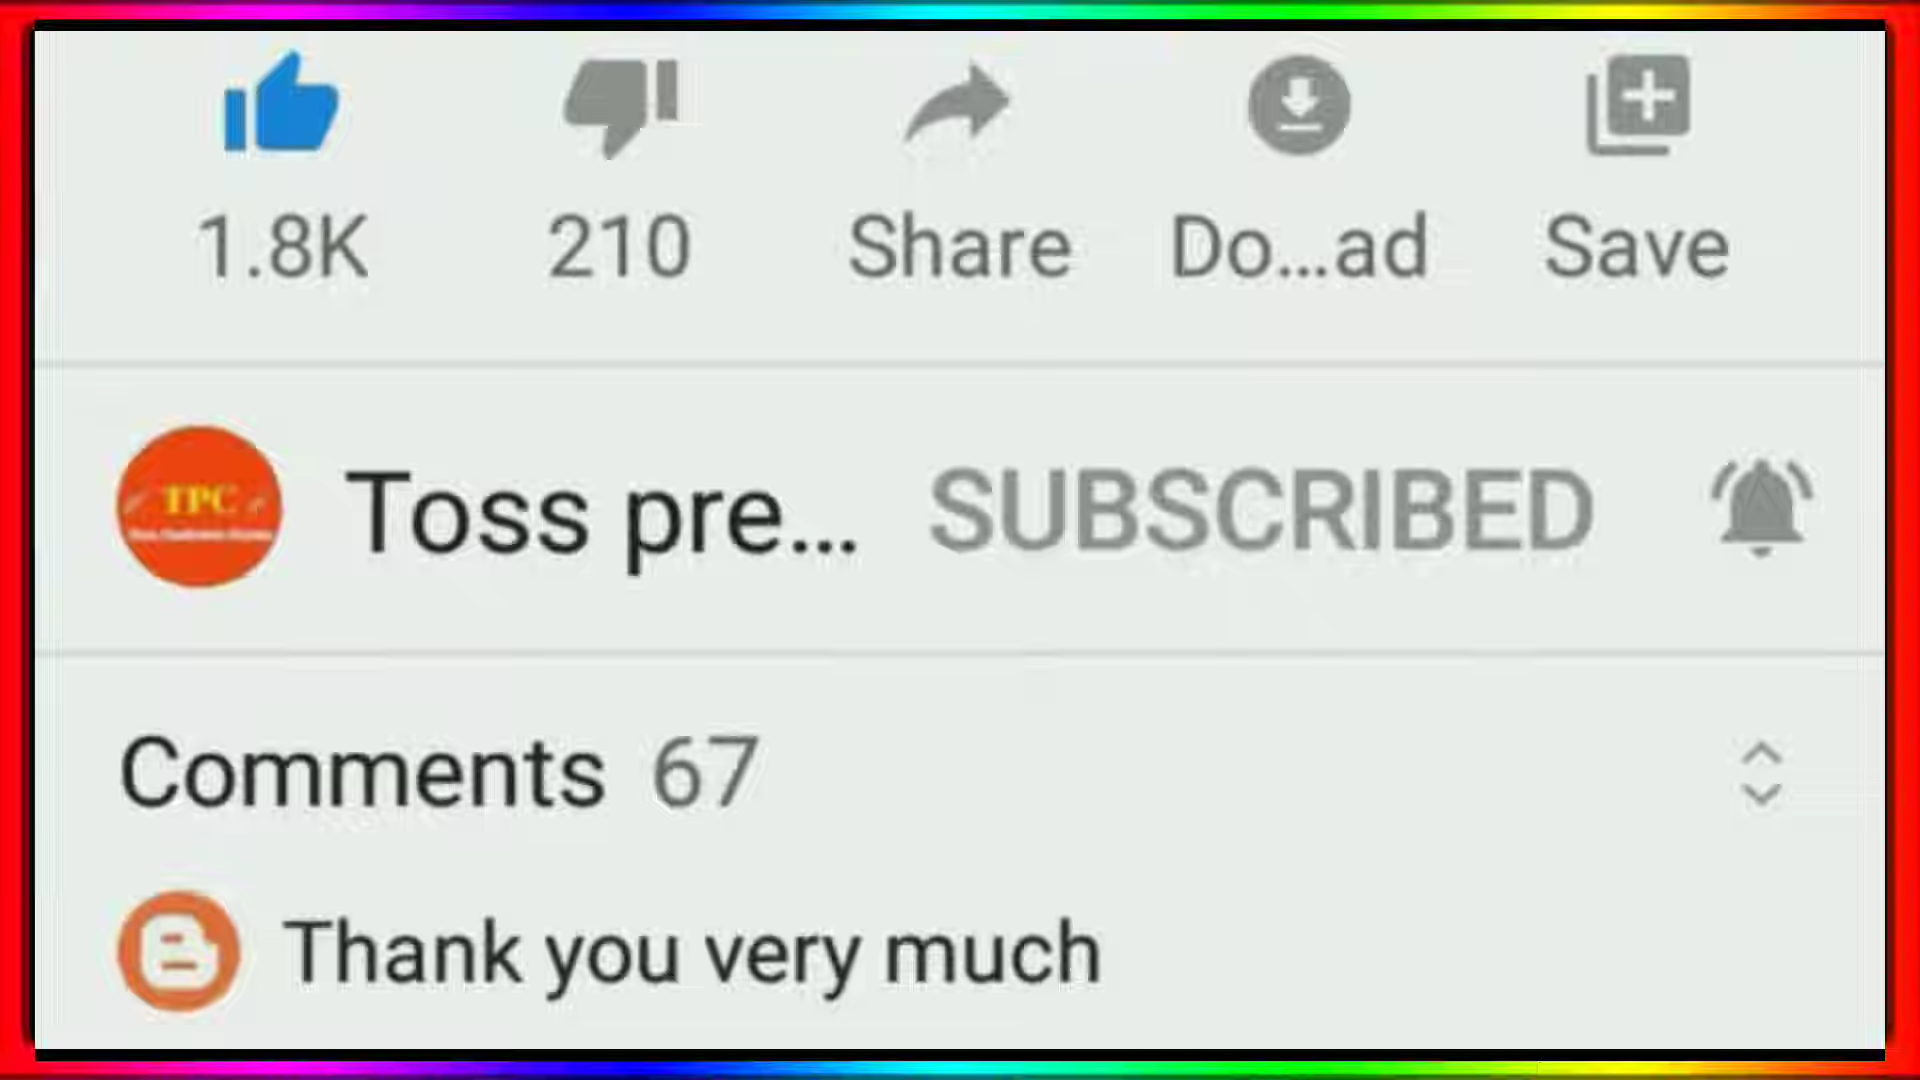 1.8K 210 Share Do...ad Save
TPC
Toss pre... SUBSCRIBED
Comments 67
Thank you very much